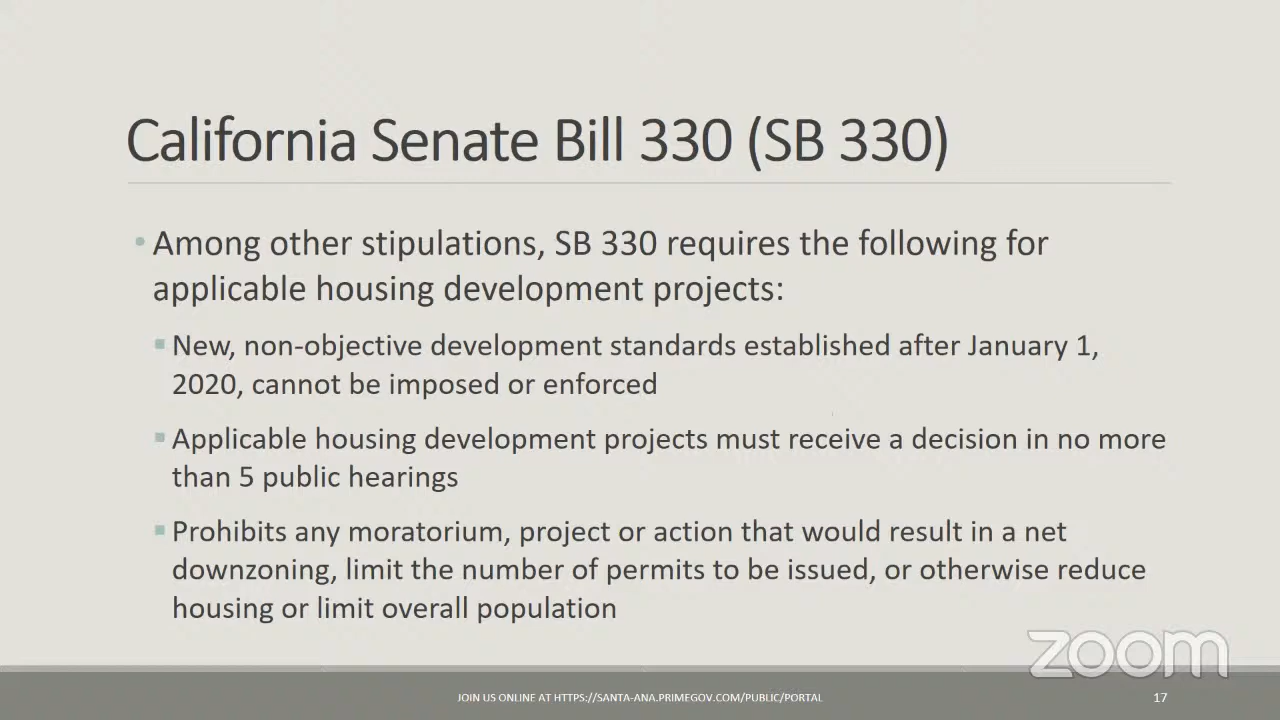 California Senate Bill 330 (SB 330)
• Among other stipulations, SB 330 requires the following for
applicable housing development projects:
▪ New, non-objective development standards established after January 1,
2020, cannot be imposed or enforced
▪ Applicable housing development projects must receive a decision in no more
than 5 public hearings
▪ Prohibits any moratorium, project or action that would result in a net
downzoning, limit the number of permits to be issued, or otherwise reduce
housing or limit overall population
zoom
JOIN US ONLINE AT HTTPS://SANTA-ANA.PRIMEGOV.COM/PUBLIC/PORTAL
17